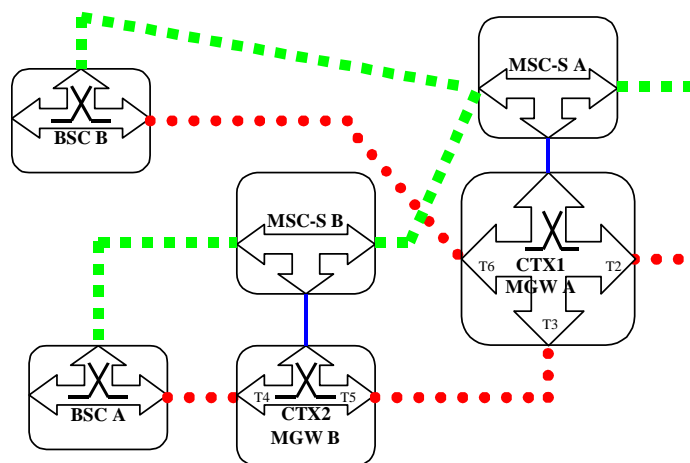 MSC-S A
BSC B
MSC-S B
T6
CTX1
T2
MGW A
T3
BSC A
T4
CTX2
T5
MGW B